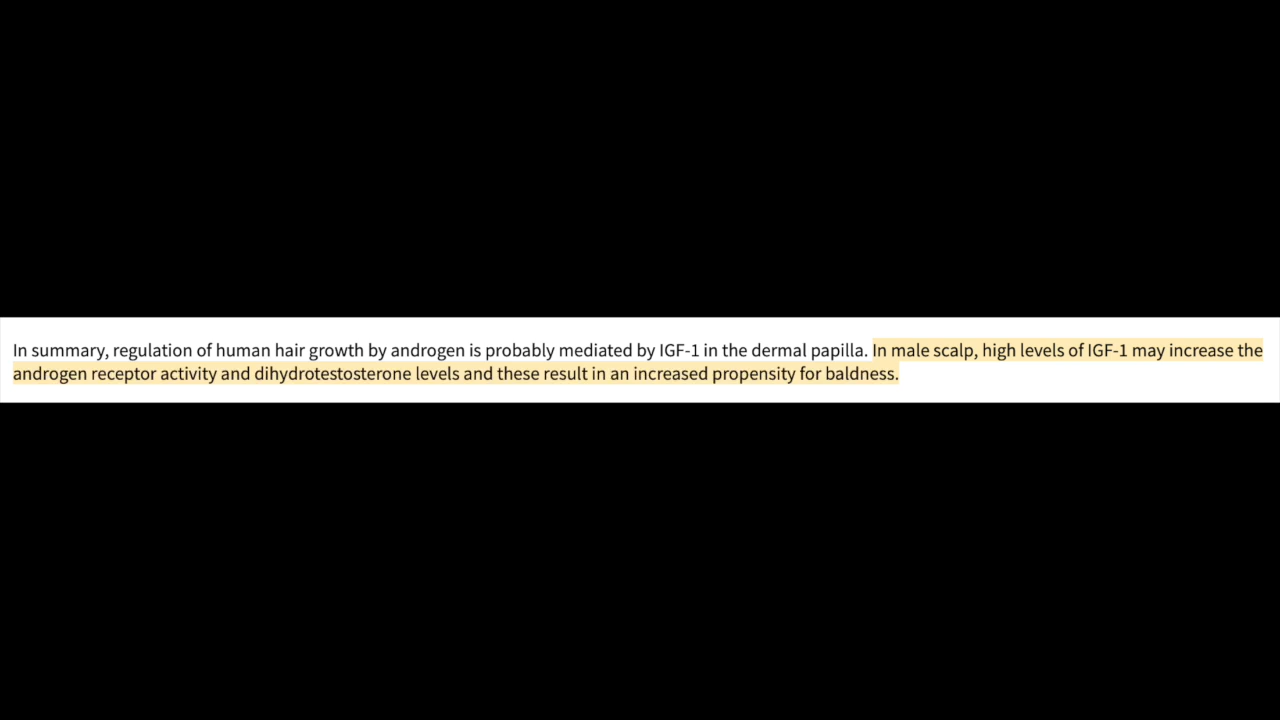 In summary, regulation of human hair growth by androgen is probably mediated by IGF-1 in the dermal papilla. In male scalp, high levels of IGF-1 may increase the
androgen receptor activity and dihydrotestosterone levels and these result in an increased propensity for baldness.